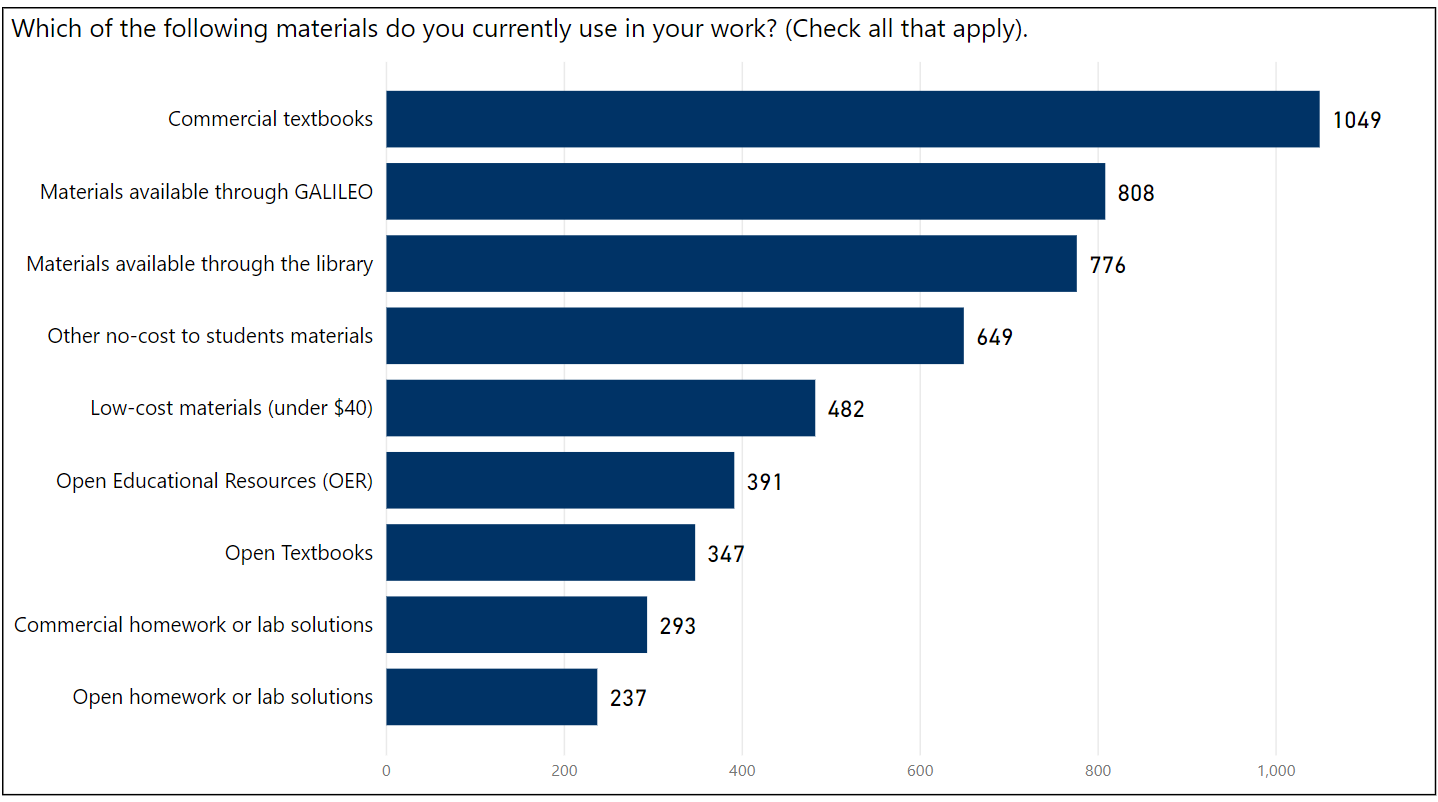 Which of the following materials do you currently use in your work? (Check all that apply).
Commercial textbooks 1049
Materials available through GALILEO 808
Materials available through the library 776
Other no-cost to students materials 649
Low-cost materials (under $40) 482
Open Educational Resources (OER) 391
Open Textbooks 347
Commercial homework or lab solutions 293
Open homework or lab solutions 237
0 200 400 600 800 1,000